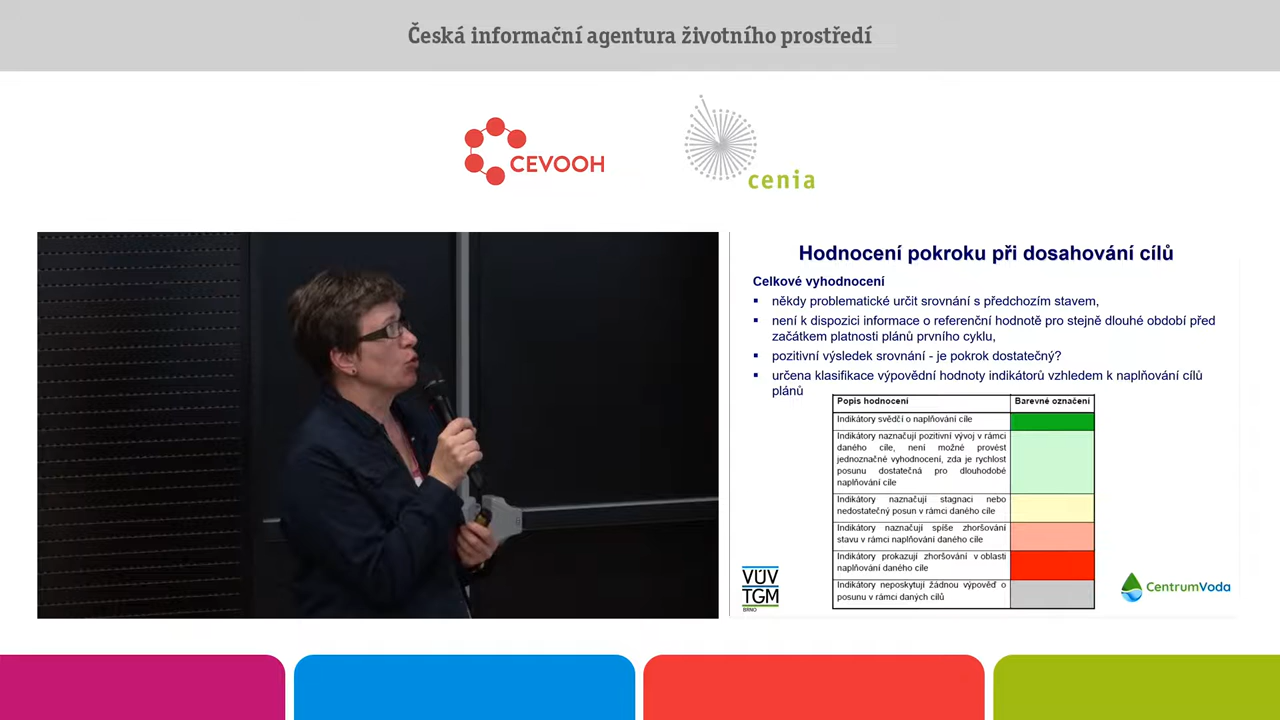 Česká informační agentura životního prostředí
CEVOOH
cenia
Hodnocení pokroku při dosahování cílů
Celkové vyhodnocení
▪ někdy problematické určit srovnání s předchozím stavem,
▪ není k dispozici informace o referenční hodnotě pro stejně dlouhé období před
začátkem platnosti plánů prvního cyklu,
▪ pozitivní výsledek srovnání - je pokrok dostatečný?
▪ určena klasifikace výpovědní hodnoty indikátorů vzhledem k naplňování cílů
plánů
Popis hodnocení Barevné označení
Indikátory svědčí o naplňování cíle
Indikátory naznačují pozitivní vývoj v rámci
daného cíle, není možné provést
jednoznačné vyhodnocení, zda je rychlost
posunu dostatečná pro dlouhodobé
naplňování cíle
Indikátory naznačují stagnaci nebo
nedostatečný posun v rámci daného cíle
Indikátory naznačují spíše zhoršování
stavu v rámci naplňování daného cíle
Indikátory prokazují zhoršování v oblasti
naplňování daného cíle
Indikátory neposkytují žádnou výpověď o
posunu v rámci daných cílů
VÚV
TGM
BRNO
CentrumVoda